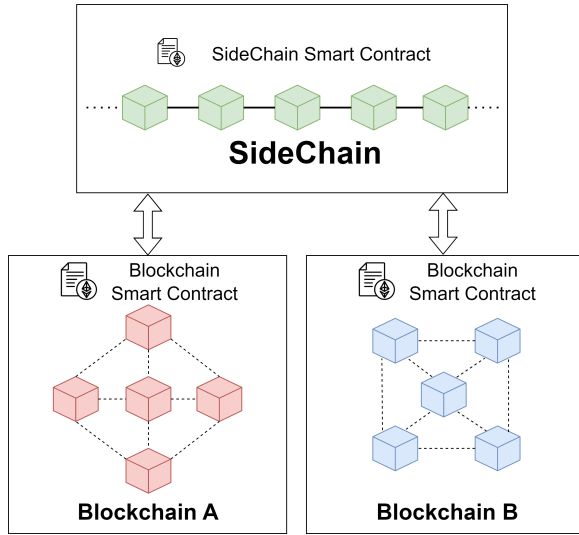 SideChain Smart Contract
SideChain
Blockchain
Smart Contract
Blockchain A
Blockchain
Smart Contract
Blockchain B